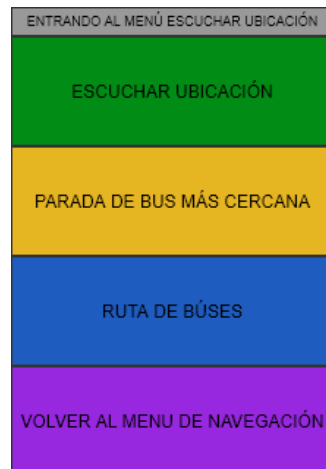 ENTRANDO AL MENÚ ESCUCHAR UBICACIÓN
ESCUCHAR UBICACIÓN
PARADA DE BUS MÁS CERCANA
RUTA DE BÚSES
VOLVER AL MENU DE NAVEGACIÓN